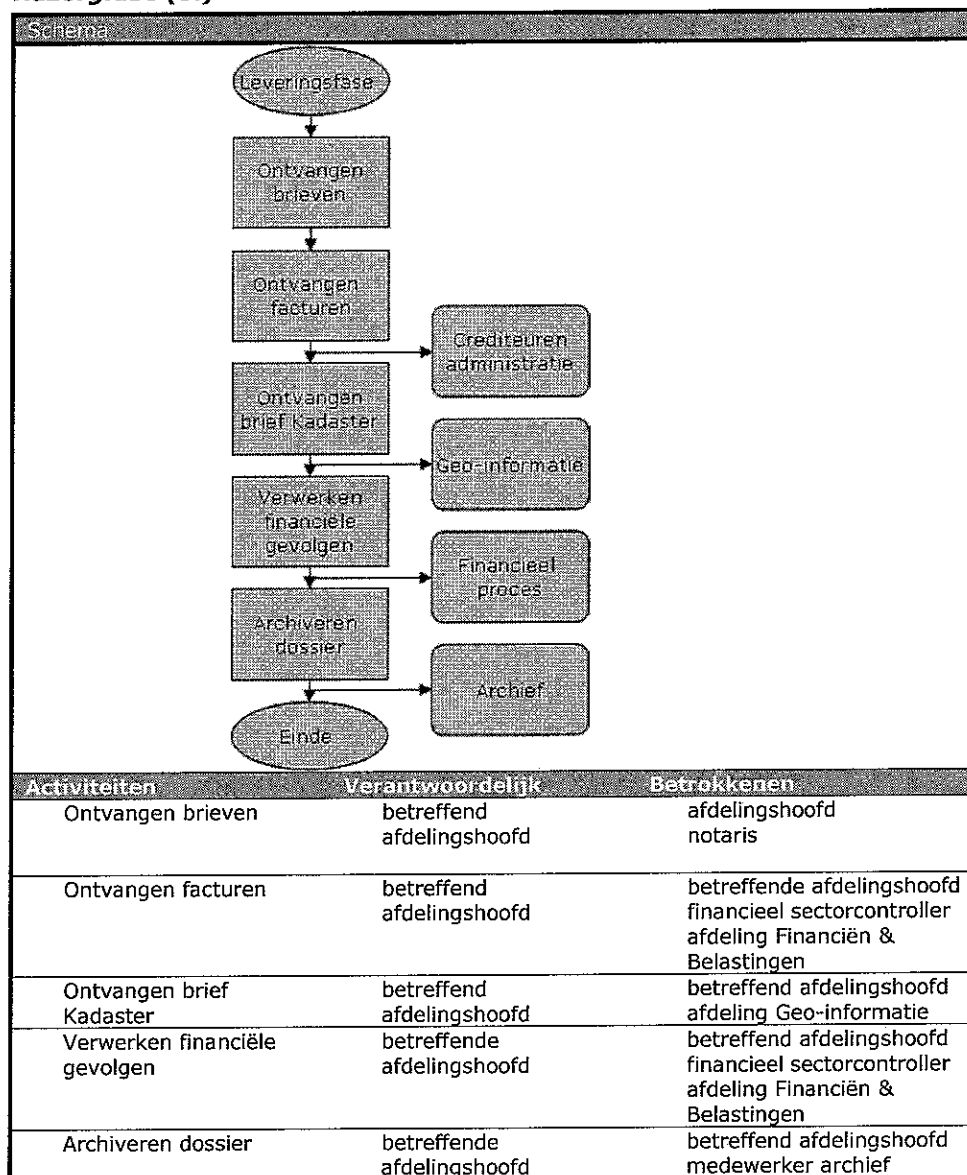 Schema
Leveringsfase
Ontvangen
brieven
Ontvangen
facturen
Crediteuren
administratie
Ontvangen
brief Kadaster
Geo-informatie
Verwerken
financiële
gevolgen
Financieel
proces
Archiveren
dossier
Archief
Einde
Activiteiten Verantwoordelijk Betrokkenen
Ontvangen brieven betreffend afdelingshoofd
afdelingshoofd notaris
Ontvangen facturen betreffend betreffende afdelingshoofd
afdelingshoofd financieel sectorcontroller
afdeling Financiën &
Belastingen
Ontvangen brief betreffend betreffend afdelingshoofd
Kadaster afdelingshoofd afdeling Geo-informatie
Verwerken financiële betreffende betreffend afdelingshoofd
gevolgen afdelingshoofd financieel sectorcontroller
afdeling Financiën &
Belastingen
Archiveren dossier betreffende betreffend afdelingshoofd
afdelingshoofd medewerker archief